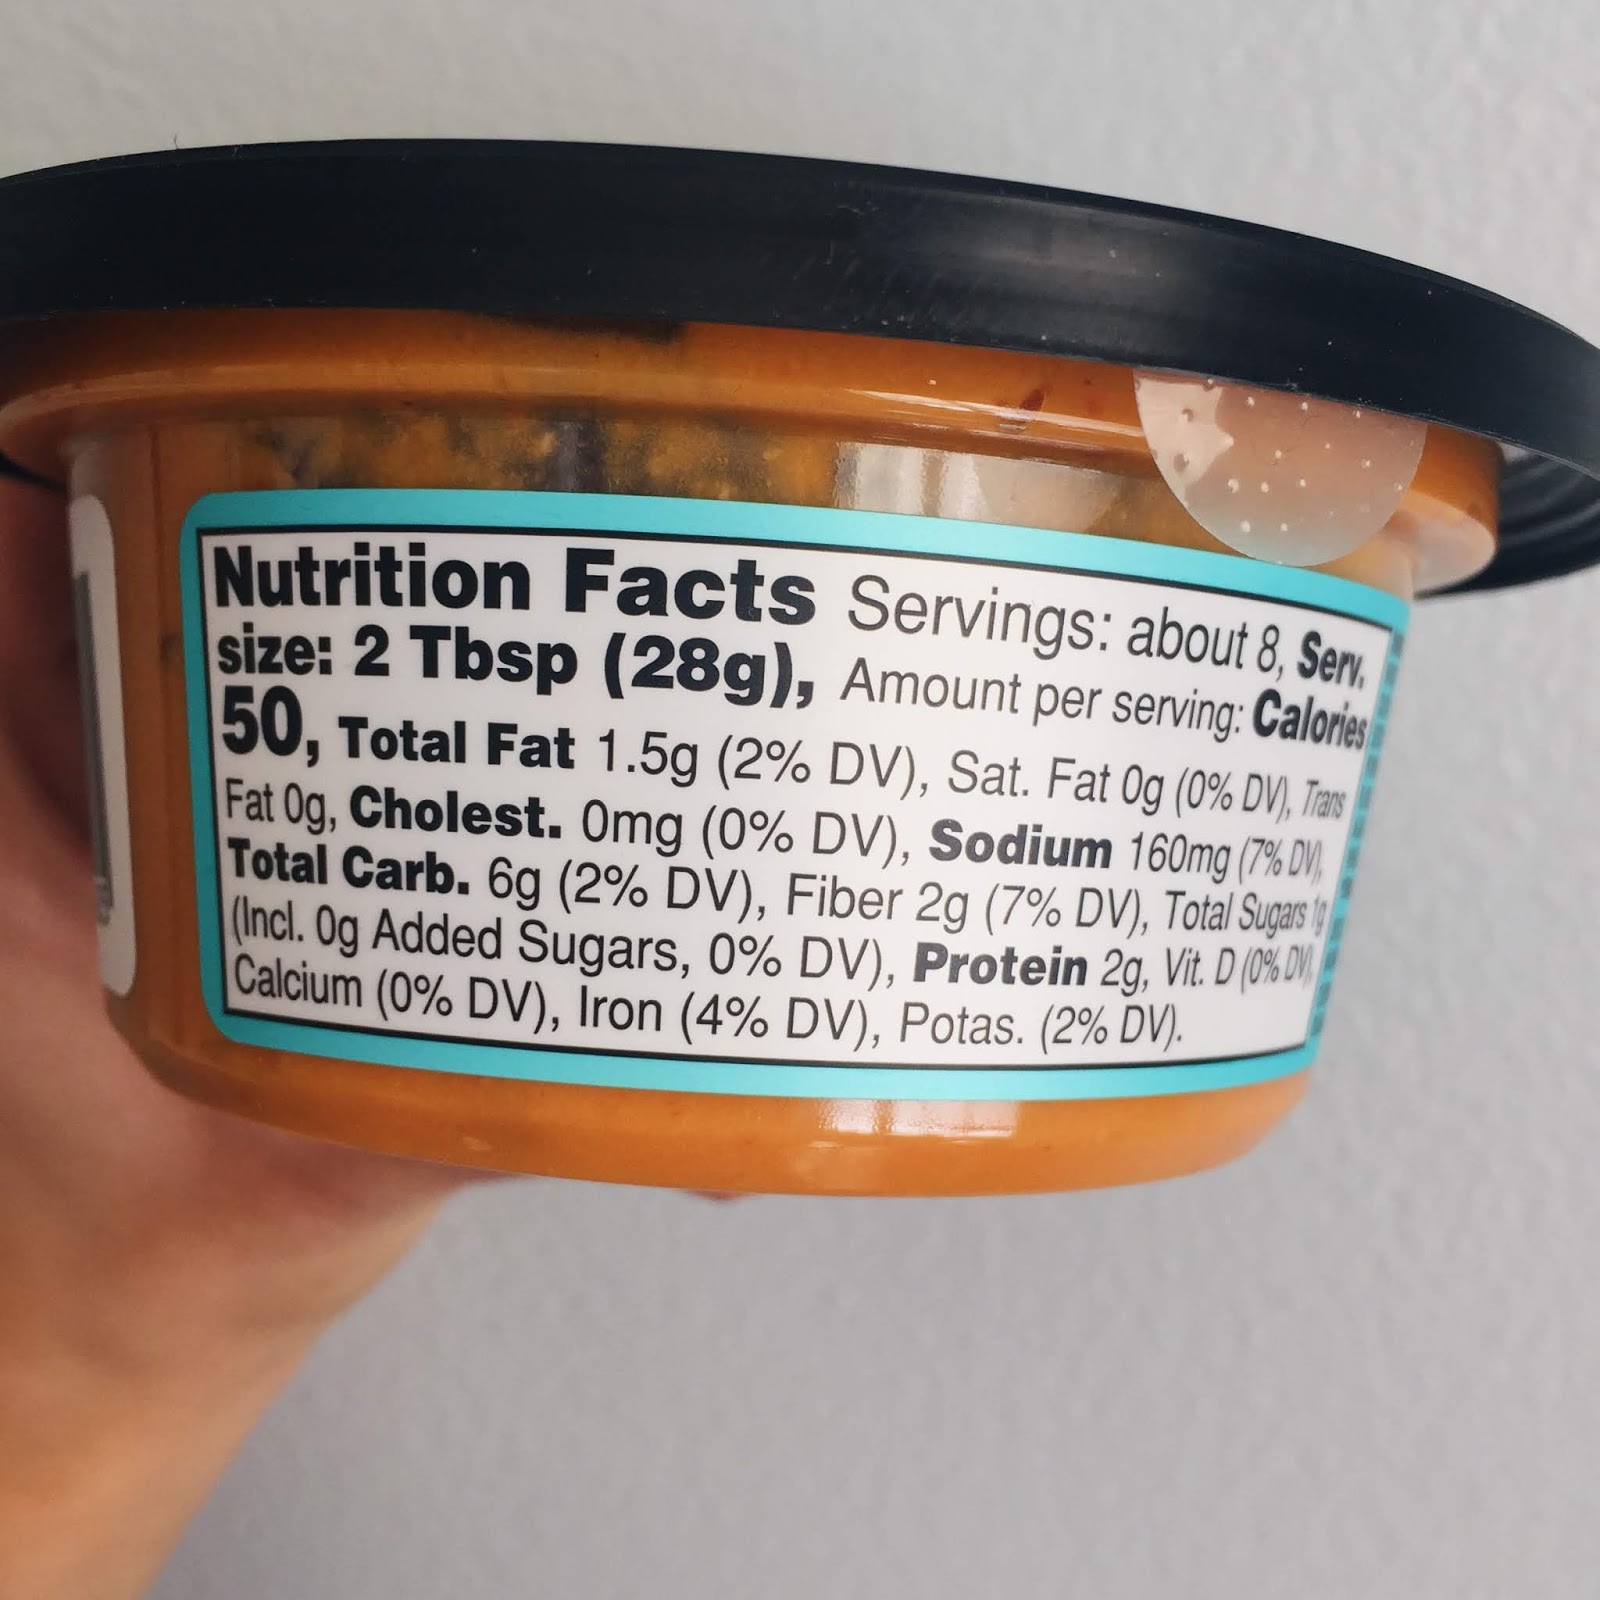 Nutrition Facts Servings: about 8, Serv.
size: 2 Tbsp (28g), Amount per serving: Calories
50, Total Fat 1.5g (2% DV), Sat. Fat 0g (0% DV), Trans
Fat 0g, Cholest. 0mg (0% DV), Sodium 160mg (7% DV),
Total Carb. 6g (2% DV), Fiber 2g (7% DV), Total Sugars 1g
(Incl. 0g Added Sugars, 0% DV), Protein 2g, Vit. D (0% DV),
Calcium (0% DV), Iron (4% DV), Potas. (2% DV).